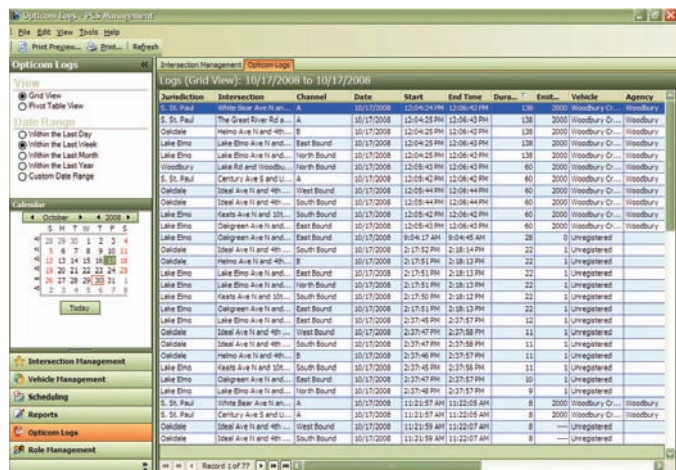 Opticom Logs - PLS Management
File Edit View Tools Help
Print Preview... Print... Refresh
Opticom Logs
View
Grid View
Pivot Table View
Date Range
Within the Last Day
Within the Last Week
Within the Last Month
Within the Last Year
Custom Date Range
Calendar
October 2008
S M T W T F S
28 29 30 1 2 3 4
5 6 7 8 9 10 11
12 13 14 15 16 17 18
19 20 21 22 23 24 25
26 27 28 29 30 31 1
2 3 4 5 6 7 8
Today
Intersection Management
Vehicle Management
Scheduling
Reports
Opticom Logs
Role Management
Intersection Management Opticom Logs
Logs (Grid View): 10/17/2008 to 10/17/2008
Jurisdiction Intersection Channel Date Start End Time Dura... Emit... Vehicle Agency
S. St. Paul White Bear Ave N an... A 10/17/2008 12:04:24 PM 12:06:42 PM 138 2000 Woodbury Cr... Woodbury
S. St. Paul The Great River Rd a... A 10/17/2008 12:04:25 PM 12:06:43 PM 138 2000 Woodbury Cr... Woodbury
Oakdale Helmo Ave N and 4th ... B 10/17/2008 12:04:25 PM 12:06:43 PM 138 2000 Woodbury Cr... Woodbury
Lake Elmo Lake Elmo Ave N and... East Bound 10/17/2008 12:04:25 PM 12:06:43 PM 138 2000 Woodbury Cr... Woodbury
Lake Elmo Lake Elmo Ave N and... North Bound 10/17/2008 12:04:25 PM 12:06:43 PM 138 2000 Woodbury Cr... Woodbury
Woodbury Lake Rd and Woodbu... North Bound 10/17/2008 12:05:43 PM 12:06:43 PM 60 2000 Woodbury Cr... Woodbury
S. St. Paul Century Ave S and U... A 10/17/2008 12:05:42 PM 12:06:42 PM 60 2000 Woodbury Cr... Woodbury
Oakdale Ideal Ave N and 4th ... West Bound 10/17/2008 12:05:44 PM 12:06:44 PM 60 2000 Woodbury Cr... Woodbury
Oakdale Ideal Ave N and 4th ... South Bound 10/17/2008 12:05:44 PM 12:06:44 PM 60 2000 Woodbury Cr... Woodbury
Lake Elmo Keats Ave N and 10t... South Bound 10/17/2008 12:05:42 PM 12:06:42 PM 60 2000 Woodbury Cr... Woodbury
Lake Elmo Oakgreen Ave N and... East Bound 10/17/2008 12:05:43 PM 12:06:43 PM 60 2000 Woodbury Cr... Woodbury
Lake Elmo Oakgreen Ave N and... East Bound 10/17/2008 9:04:17 AM 9:04:45 AM 28 0 Unregistered
Oakdale Ideal Ave N and 4th ... South Bound 10/17/2008 2:17:52 PM 2:18:14 PM 22 1 Unregistered
Oakdale Helmo Ave N and 4th ... B 10/17/2008 2:17:51 PM 2:18:13 PM 22 1 Unregistered
Lake Elmo Lake Elmo Ave N and... East Bound 10/17/2008 2:17:51 PM 2:18:13 PM 22 1 Unregistered
Lake Elmo Lake Elmo Ave N and... North Bound 10/17/2008 2:17:51 PM 2:18:13 PM 22 1 Unregistered
Lake Elmo Keats Ave N and 10t... South Bound 10/17/2008 2:17:50 PM 2:18:12 PM 22 1 Unregistered
Lake Elmo Oakgreen Ave N and... East Bound 10/17/2008 2:17:51 PM 2:18:13 PM 22 1 Unregistered
Lake Elmo Lake Elmo Ave N and... East Bound 10/17/2008 2:37:45 PM 2:37:57 PM 12 1 Unregistered
Oakdale Ideal Ave N and 4th ... West Bound 10/17/2008 2:37:47 PM 2:37:58 PM 11 1 Unregistered
Oakdale Ideal Ave N and 4th ... South Bound 10/17/2008 2:37:47 PM 2:37:58 PM 11 1 Unregistered
Oakdale Helmo Ave N and 4th ... B 10/17/2008 2:37:46 PM 2:37:57 PM 11 1 Unregistered
Lake Elmo Keats Ave N and 10t... South Bound 10/17/2008 2:37:45 PM 2:37:56 PM 11 1 Unregistered
Lake Elmo Oakgreen Ave N and... East Bound 10/17/2008 2:37:47 PM 2:37:57 PM 10 1 Unregistered
Lake Elmo Lake Elmo Ave N and... North Bound 10/17/2008 2:37:48 PM 2:37:57 PM 9 1 Unregistered
S. St. Paul White Bear Ave N an... A 10/17/2008 11:21:57 AM 11:22:05 AM 8 2000 Woodbury Cr... Woodbury
S. St. Paul Century Ave S and U... A 10/17/2008 11:21:57 AM 11:22:05 AM 8 2000 Woodbury Cr... Woodbury
Oakdale Ideal Ave N and 4th ... West Bound 10/17/2008 11:21:59 AM 11:22:07 AM 8 ---- Unregistered
Oakdale Ideal Ave N and 4th ... South Bound 10/17/2008 11:21:59 AM 11:22:07 AM 8 ---- Unregistered
Record 1 of 77